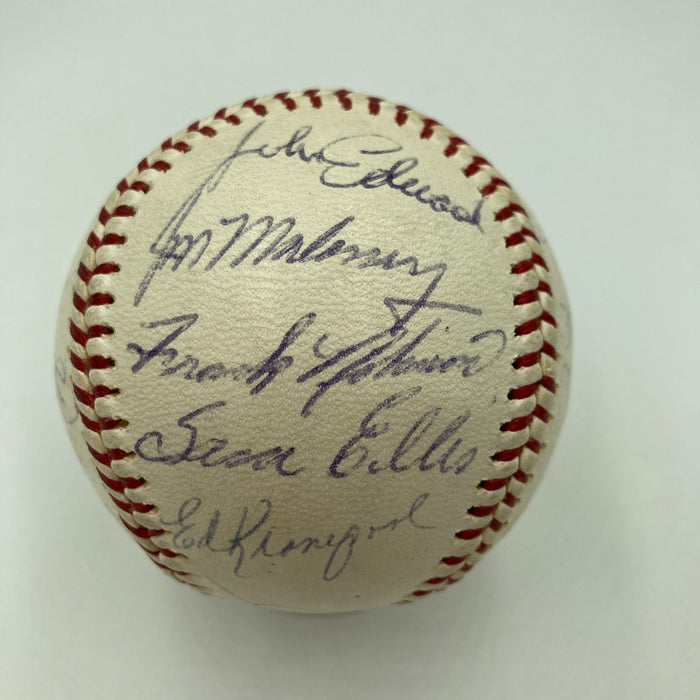 John Edwards
Jim Maloney
Frank Robinson
Sam Ellis
Ed Kranepool